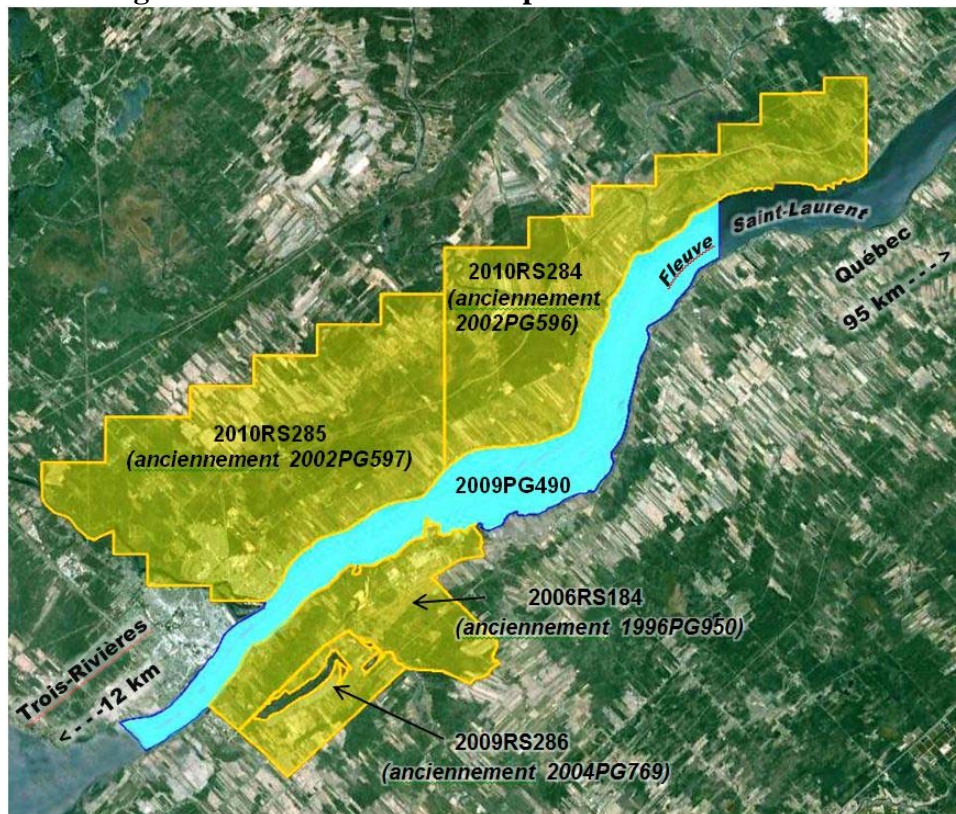 Fleuve
Saint-Laurent
Québec
95 km - - ->
2010RS284
(anciennement
2002PG596)
2010RS285
(anciennement 2002PG597)
2009PG490
2006RS184
(anciennement 1996PG950)
Trois-Rivières
<- - -12 km
2009RS286
(anciennement 2004PG769)